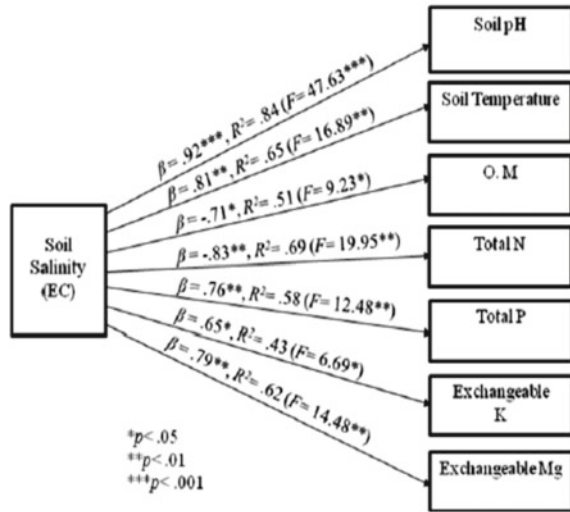 Soil pH
β = .92***, R² = .84 (F= 47.63***)
Soil Temperature
β = .81**, R² = .65 (F= 16.89**)
O. M
β = -.71*, R² = .51 (F= 9.23*)
Soil
Salinity
(EC)
β = -.83**, R² = .69 (F= 19.95**)
Total N
β = .76**, R² = .58 (F= 12.48**)
Total P
β = .65*, R² = .43 (F= 6.69*)
Exchangeable
K
β = .79**, R² = .62 (F= 14.48**)
Exchangeable Mg
*p< .05
**p< .01
***p< .001